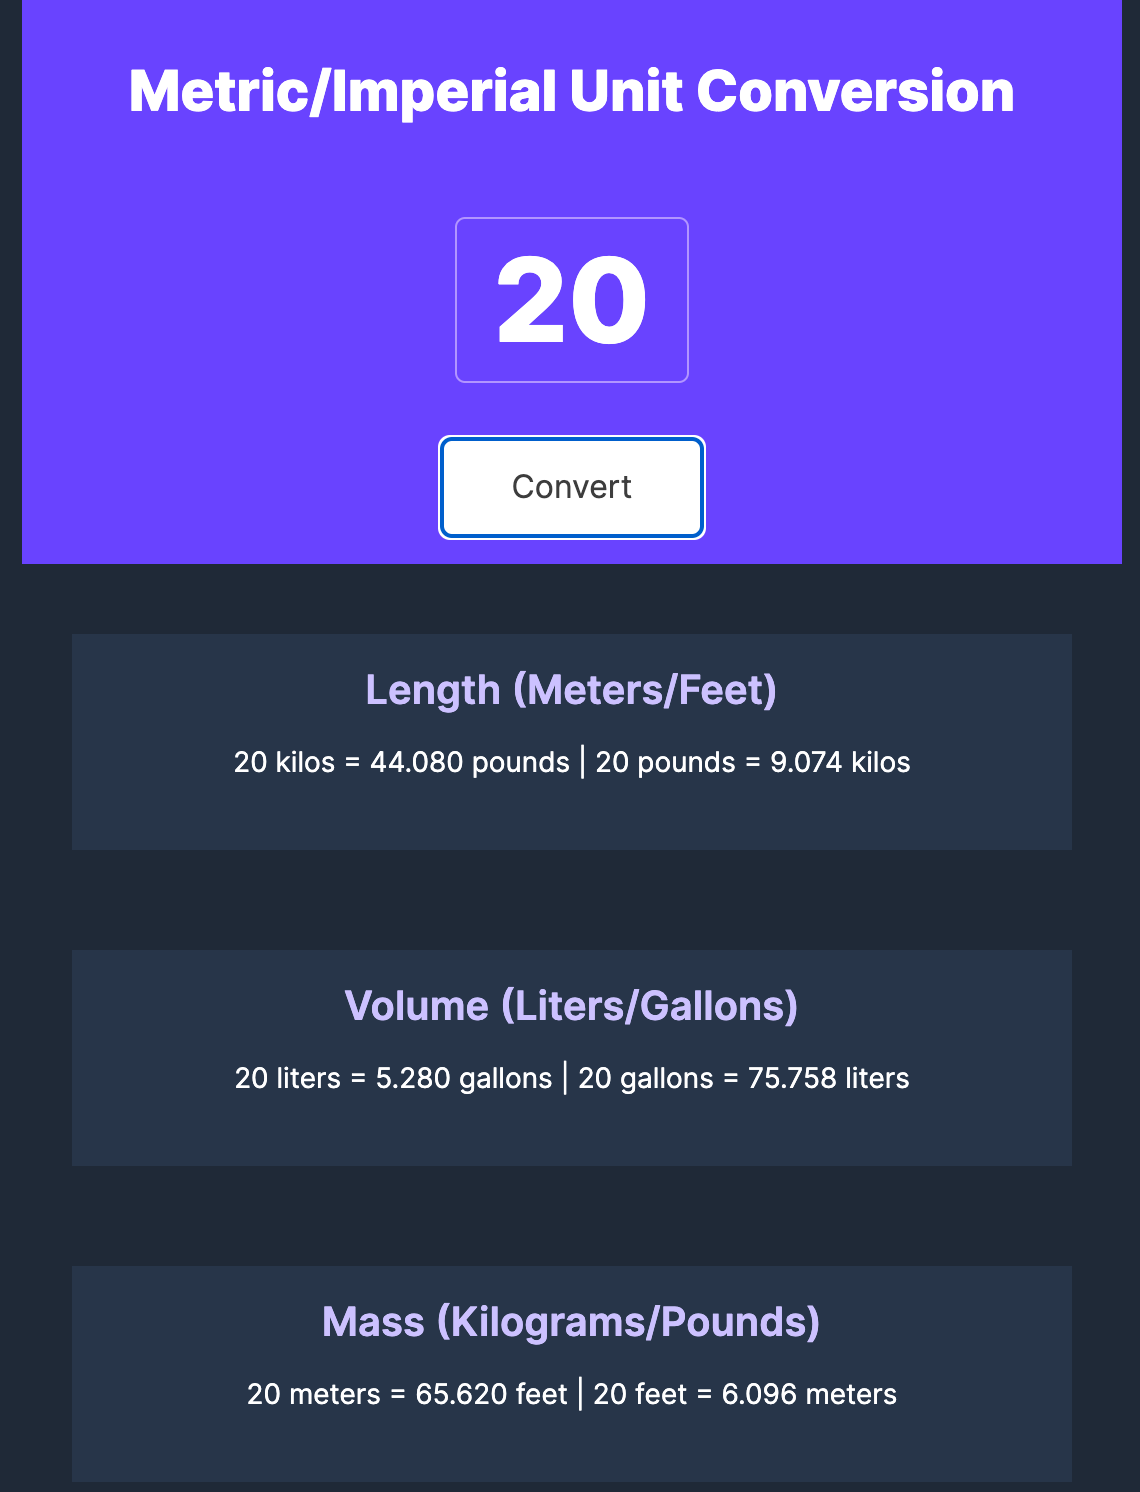 Metric/Imperial Unit Conversion
20
Convert
Length (Meters/Feet)
20 kilos = 44.080 pounds | 20 pounds = 9.074 kilos
Volume (Liters/Gallons)
20 liters = 5.280 gallons | 20 gallons = 75.758 liters
Mass (Kilograms/Pounds)
20 meters = 65.620 feet | 20 feet = 6.096 meters